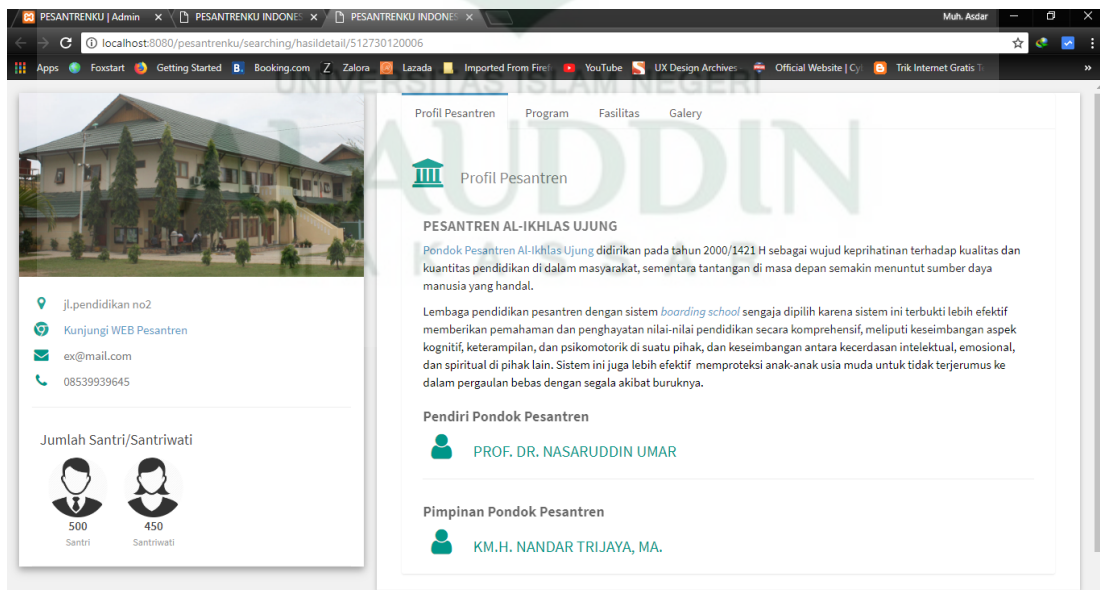 PESANTRENKU | Admin
PESANTRENKU INDONES
PESANTRENKU INDONES
Muh. Asdar
localhost:8080/pesantrenku/searching/hasildetail/512730120006
Apps Foxstart Getting Started B. Booking.com Z Zalora Lazada Imported From Firef YouTube UX Design Archives Official Website | Cy Trik Internet Gratis T »
UNIVERSITAS ISLAM NEGERI
ALAUDDIN
MAKASSAR
jl.pendidikan no2
Kunjungi WEB Pesantren
ex@mail.com
08539939645
Jumlah Santri/Santriwati
500 450
Santri Santriwati
Profil Pesantren Program Fasilitas Galery
Profil Pesantren
PESANTREN AL-IKHLAS UJUNG
Pondok Pesantren Al-Ikhlas Ujung didirikan pada tahun 2000/1421 H sebagai wujud keprihatinan terhadap kualitas dan
kuantitas pendidikan di dalam masyarakat, sementara tantangan di masa depan semakin menuntut sumber daya
manusia yang handal.
Lembaga pendidikan pesantren dengan sistem boarding school sengaja dipilih karena sistem ini terbukti lebih efektif
memberikan pemahaman dan penghayatan nilai-nilai pendidikan secara komprehensif, meliputi keseimbangan aspek
kognitif, keterampilan, dan psikomotorik di suatu pihak, dan keseimbangan antara kecerdasan intelektual, emosional,
dan spiritual di pihak lain. Sistem ini juga lebih efektif memproteksi anak-anak usia muda untuk tidak terjerumus ke
dalam pergaulan bebas dengan segala akibat buruknya.
Pendiri Pondok Pesantren
PROF. DR. NASARUDDIN UMAR
Pimpinan Pondok Pesantren
KM.H. NANDAR TRIJAYA, MA.